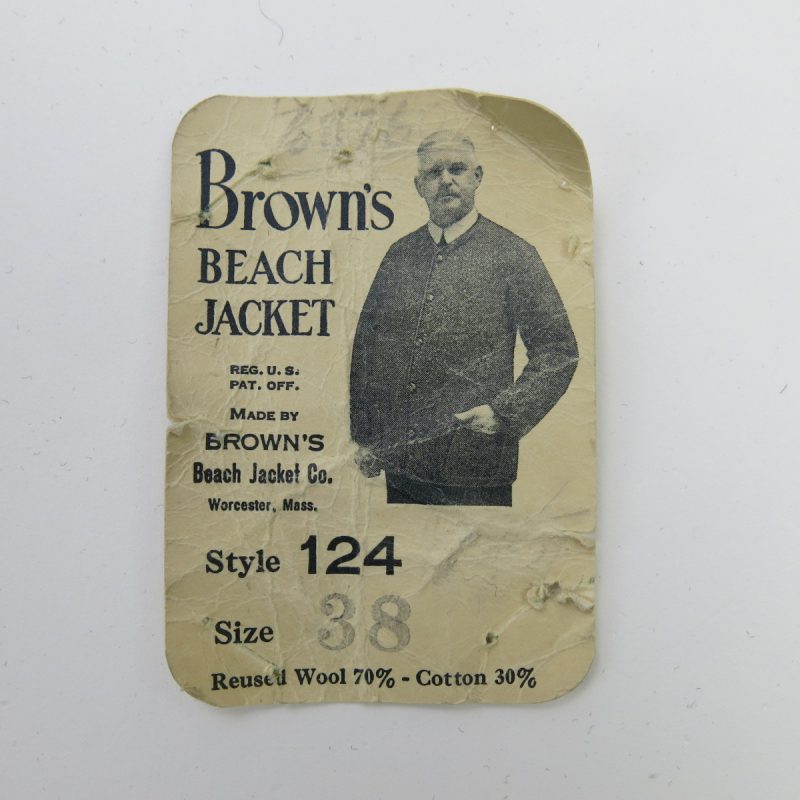 Brown's
BEACH
JACKET
REG. U. S.
PAT. OFF.
MADE BY
BROWN'S
Beach Jacket Co.
Worcester, Mass.
Style 124
Size 38
Reused Wool 70% - Cotton 30%